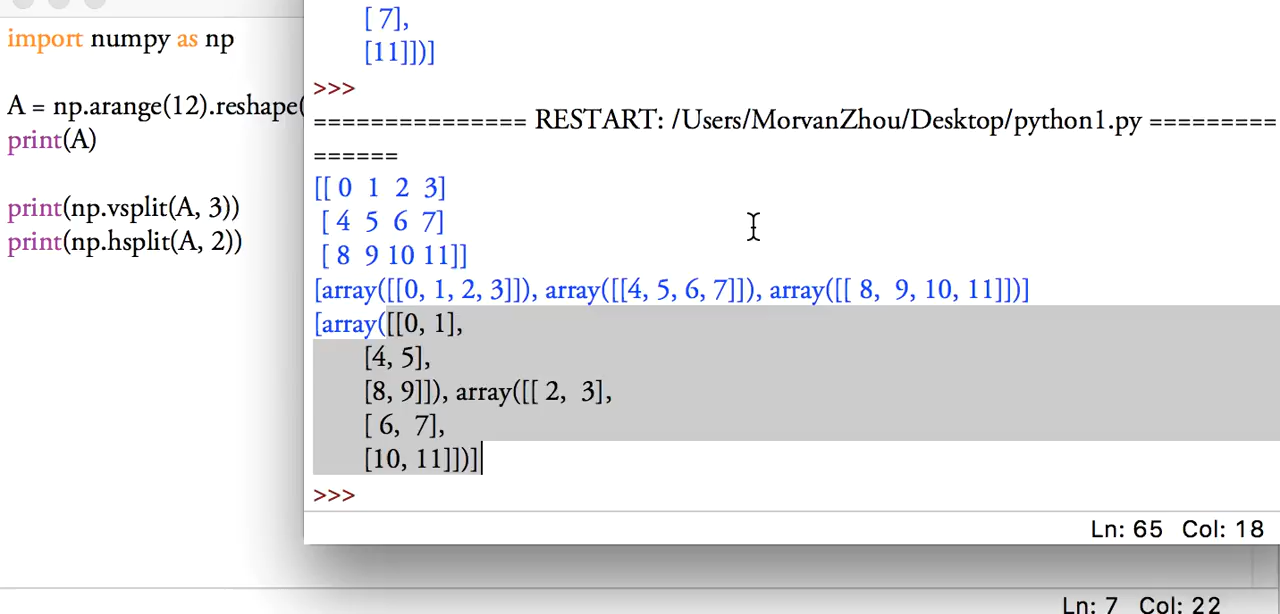 import numpy as np
A = np.arange(12).reshape(
print(A)
print(np.vsplit(A, 3))
print(np.hsplit(A, 2))
[ 7],
[11]])]
>>>
=============== RESTART: /Users/MorvanZhou/Desktop/python1.py =========
======
[[ 0 1 2 3]
[ 4 5 6 7]
[ 8 9 10 11]]
[array([[0, 1, 2, 3]]), array([[4, 5, 6, 7]]), array([[ 8, 9, 10, 11]])]
[array([[0, 1],
[4, 5],
[8, 9]]), array([[ 2, 3],
[ 6, 7],
[10, 11]])]
>>>
Ln: 65 Col: 18
Ln: 7 Col: 22